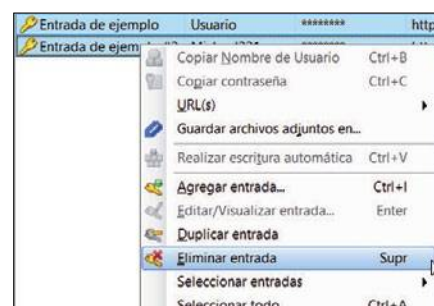 Entrada de ejemplo Usuario ******** http
Entrada de ejem
Copiar Nombre de Usuario Ctrl+B
Copiar contraseña Ctrl+C
URL(s)
Guardar archivos adjuntos en...
Realizar escritura automática Ctrl+V
Agregar entrada... Ctrl+I
Editar/Visualizar entrada... Enter
Duplicar entrada
Eliminar entrada Supr
Seleccionar entradas
Seleccionar todo Ctrl+A